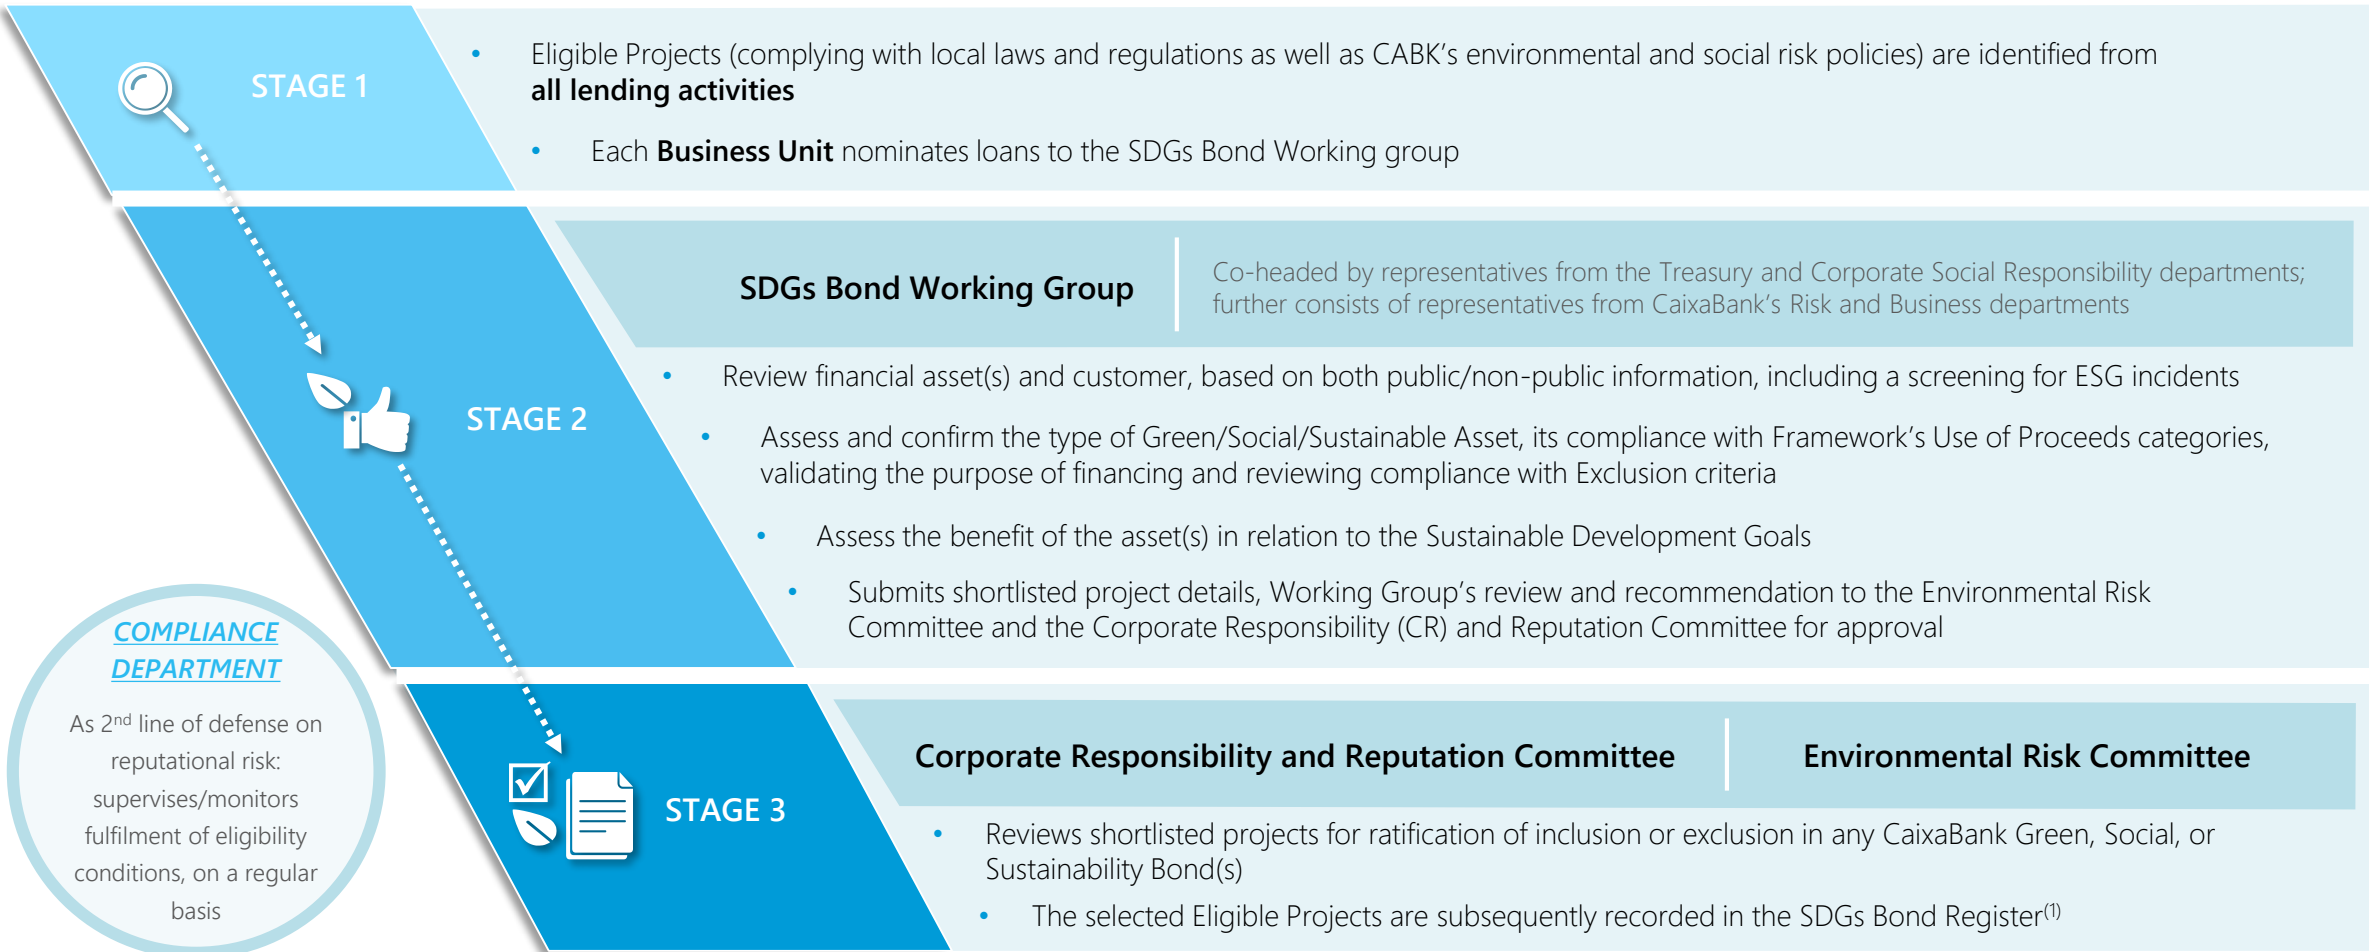 STAGE 1
• Eligible Projects (complying with local laws and regulations as well as CABK’s environmental and social risk policies) are identified from
all lending activities
• Each Business Unit nominates loans to the SDGs Bond Working group
STAGE 2
SDGs Bond Working Group
Co-headed by representatives from the Treasury and Corporate Social Responsibility departments;
further consists of representatives from CaixaBank’s Risk and Business departments
• Review financial asset(s) and customer, based on both public/non-public information, including a screening for ESG incidents
• Assess and confirm the type of Green/Social/Sustainable Asset, its compliance with Framework’s Use of Proceeds categories,
validating the purpose of financing and reviewing compliance with Exclusion criteria
• Assess the benefit of the asset(s) in relation to the Sustainable Development Goals
• Submits shortlisted project details, Working Group’s review and recommendation to the Environmental Risk
Committee and the Corporate Responsibility (CR) and Reputation Committee for approval
COMPLIANCE
DEPARTMENT
As 2nd line of defense on
reputational risk:
supervises/monitors
fulfilment of eligibility
conditions, on a regular
basis
STAGE 3
Corporate Responsibility and Reputation Committee
Environmental Risk Committee
• Reviews shortlisted projects for ratification of inclusion or exclusion in any CaixaBank Green, Social, or
Sustainability Bond(s)
• The selected Eligible Projects are subsequently recorded in the SDGs Bond Register(1)